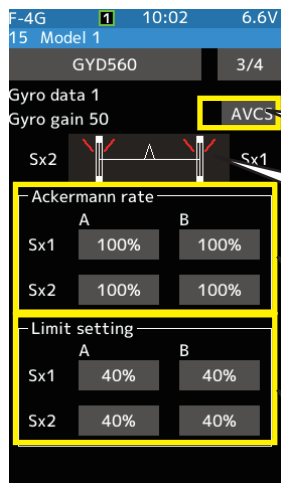 F-4G 1 10:02 6.6V
15 Model 1
GYD560 3/4
Gyro data 1
Gyro gain 50 AVCS
Sx2 Sx1
Ackermann rate
A B
Sx1 100% 100%
Sx2 100% 100%
Limit setting
A B
Sx1 40% 40%
Sx2 40% 40%